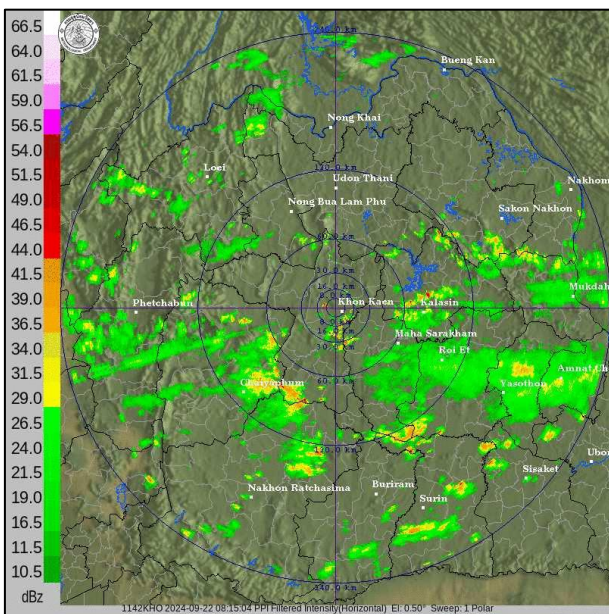 66.5
64.0
61.5
59.0
56.5
54.0
51.5
49.0
46.5
44.0
41.5
39.0
36.5
34.0
31.5
29.0
26.5
24.0
21.5
19.0
16.5
11.5
10.5
dBz
Bueng Kan
Nong Khai
Loei
Udon Thani
Nakhom
Nong Bua Lam Phu
Sakon Nakhon
Mukdah
Phetchabun
Khon Kaen
Kalasin
Maha Sarakham
Roi Et
Amnat Ch
Chaiyaphum
Yasothon
Ubon
Sisaket
Nakhon Ratchasima
Buriram
Surin
1142KHO 2024-09-22 08:15:04 PPI Filtered Intensity(Horizontal) El: 0.50° Sweep: 1 Polar